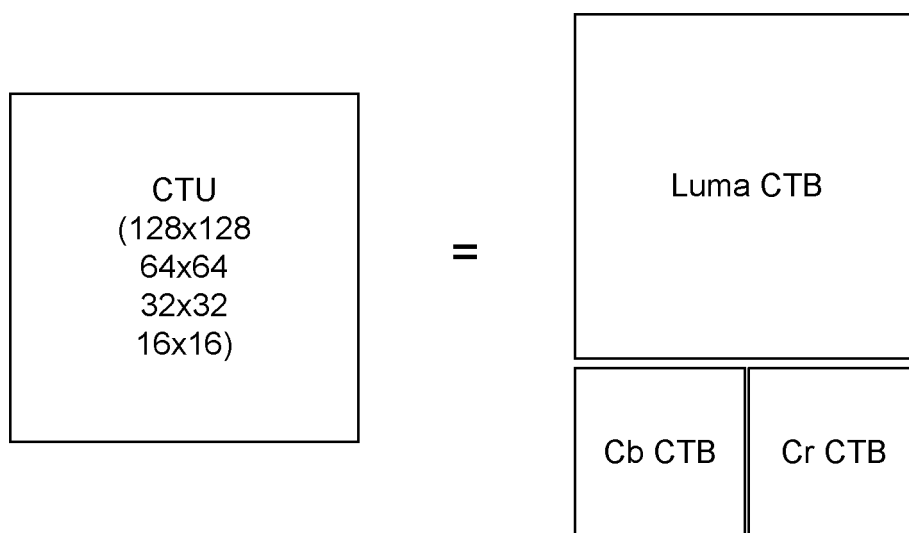 CTU
(128x128
64x64
32x32
16x16)
=
Luma CTB
Cb CTB
Cr CTB